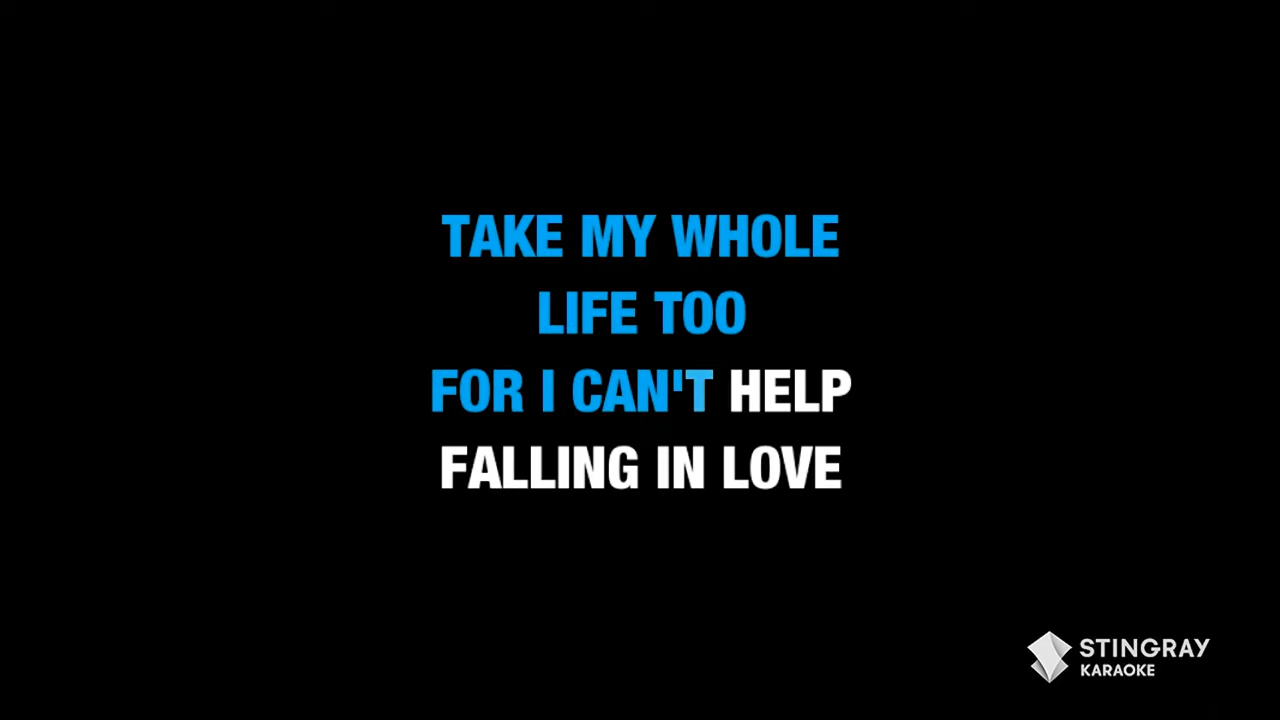 TAKE MY WHOLE
LIFE TOO
FOR I CAN'T HELP
FALLING IN LOVE
STINGRAY
KARAOKE